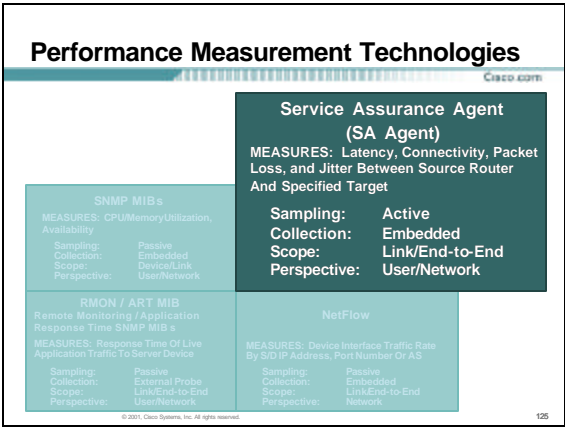 Performance Measurement Technologies
Cisco.com
Service Assurance Agent
(SA Agent)
MEASURES: Latency, Connectivity, Packet
Loss, and Jitter Between Source Router
And Specified Target
Sampling: Active
Collection: Embedded
Scope: Link/End-to-End
Perspective: User/Network
SNMP MIBs
MEASURES: CPU/MemoryUtilization,
Availability
Sampling: Passive
Collection: Embedded
Scope: Device/Link
Perspective: User/Network
RMON / ART MIB
Remote Monitoring / Application
Response Time SNMP MIB s
MEASURES: Response Time Of Live
Application Traffic To Server Device
Sampling: Passive
Collection: External Probe
Scope: Link/End-to-End
Perspective: User/Network
NetFlow
MEASURES: Device Interface Traffic Rate
By S/D IP Address, Port Number Or AS
Sampling: Passive
Collection: Embedded
Scope: Link/End-to-End
Perspective: Network
© 2001, Cisco Systems, Inc. All rights reserved.
125